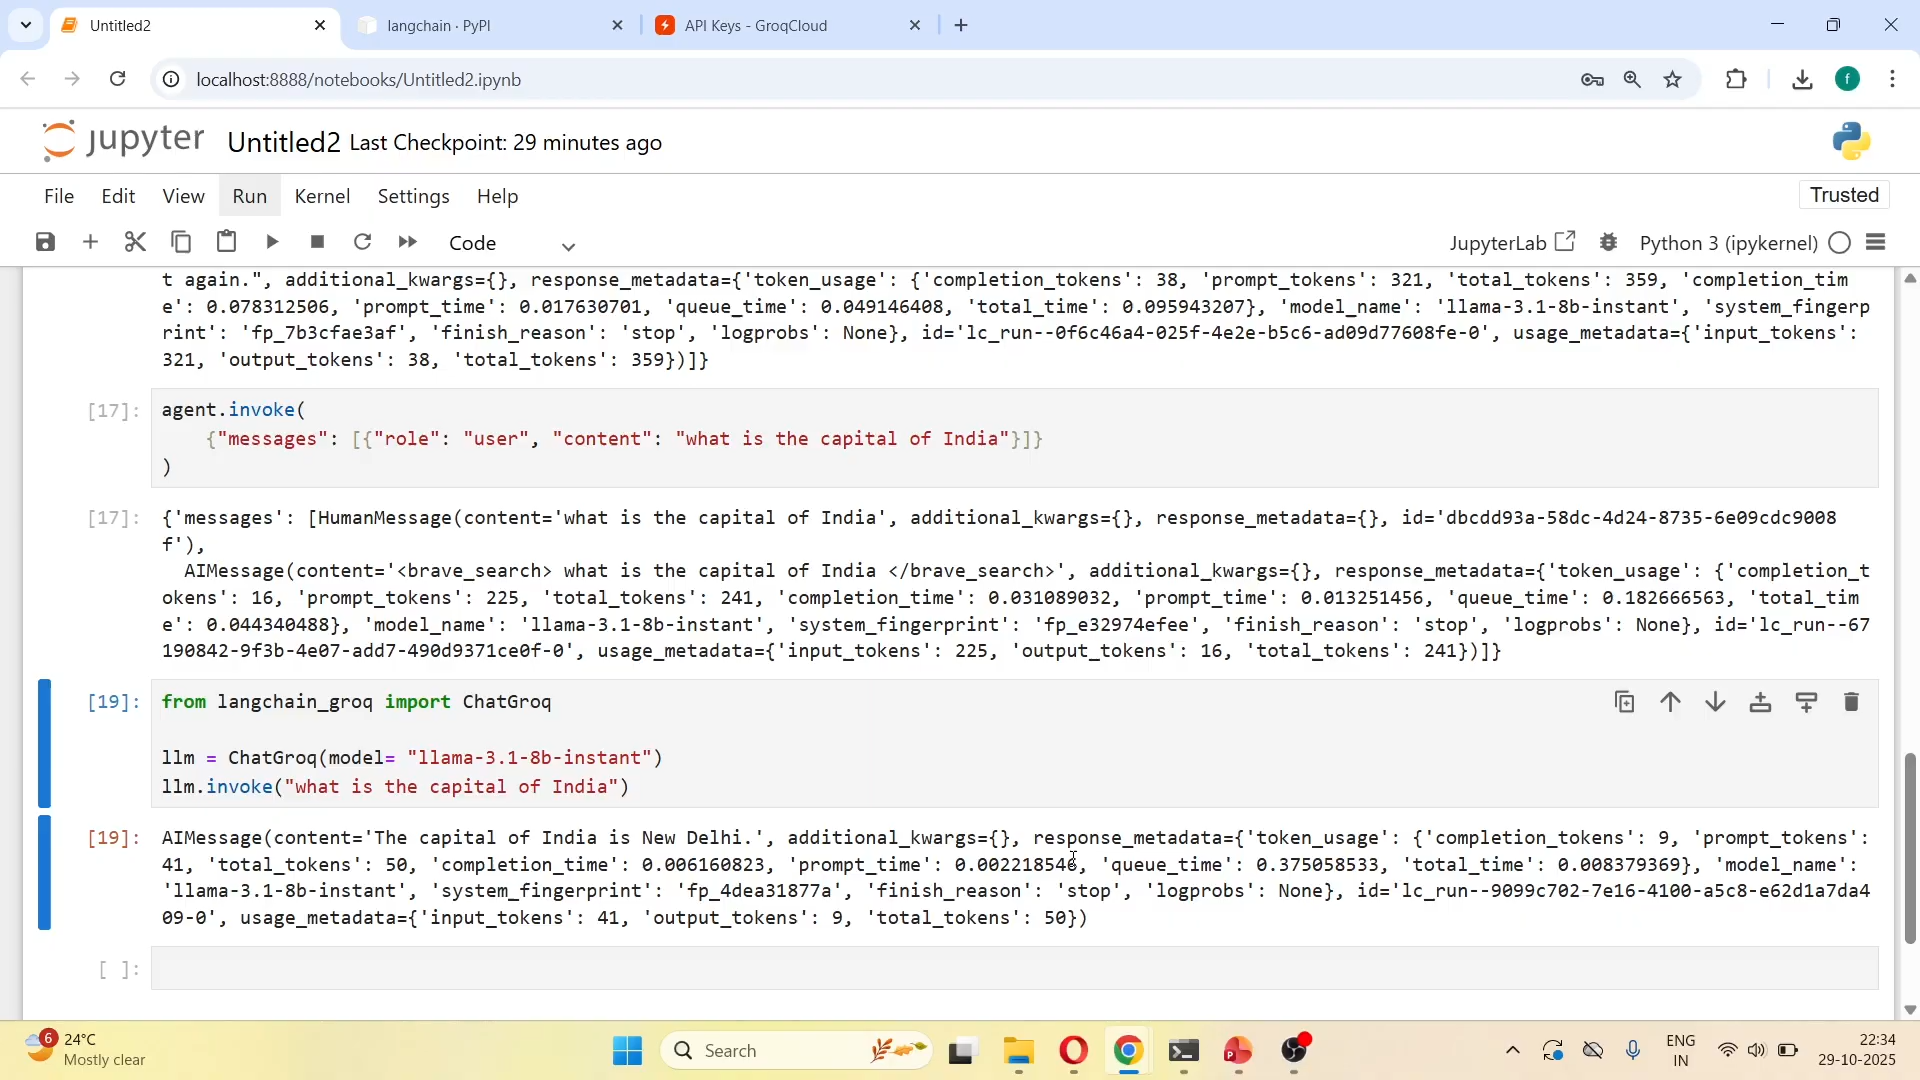 Untitled2
langchain · PyPI
API Keys - GroqCloud
localhost:8888/notebooks/Untitled2.ipynb
f
jupyter Untitled2 Last Checkpoint: 29 minutes ago
File Edit View Run Kernel Settings Help
Trusted
Code
JupyterLab
Python 3 (ipykernel)
t again.", additional_kwargs={}, response_metadata={'token_usage': {'completion_tokens': 38, 'prompt_tokens': 321, 'total_tokens': 359, 'completion_tim
e': 0.078312506, 'prompt_time': 0.017630701, 'queue_time': 0.049146408, 'total_time': 0.095943207}, 'model_name': 'llama-3.1-8b-instant', 'system_fingerp
rint': 'fp_7b3cfae3af', 'finish_reason': 'stop', 'logprobs': None}, id='lc_run--0f6c46a4-025f-4e2e-b5c6-ad09d77608fe-0', usage_metadata={'input_tokens':
321, 'output_tokens': 38, 'total_tokens': 359})]}
[17]: agent.invoke(
{"messages": [{"role": "user", "content": "what is the capital of India"}]}
)
[17]: {'messages': [HumanMessage(content='what is the capital of India', additional_kwargs={}, response_metadata={}, id='dbcdd93a-58dc-4d24-8735-6e09cdc9008
f'),
AIMessage(content='<brave_search> what is the capital of India </brave_search>', additional_kwargs={}, response_metadata={'token_usage': {'completion_t
okens': 16, 'prompt_tokens': 225, 'total_tokens': 241, 'completion_time': 0.031089032, 'prompt_time': 0.013251456, 'queue_time': 0.182666563, 'total_tim
e': 0.044340488}, 'model_name': 'llama-3.1-8b-instant', 'system_fingerprint': 'fp_e32974efee', 'finish_reason': 'stop', 'logprobs': None}, id='lc_run--67
190842-9f3b-4e07-add7-490d9371ce0f-0', usage_metadata={'input_tokens': 225, 'output_tokens': 16, 'total_tokens': 241})]}
[19]: from langchain_groq import ChatGroq
llm = ChatGroq(model= "llama-3.1-8b-instant")
llm.invoke("what is the capital of India")
[19]: AIMessage(content='The capital of India is New Delhi.', additional_kwargs={}, response_metadata={'token_usage': {'completion_tokens': 9, 'prompt_tokens':
41, 'total_tokens': 50, 'completion_time': 0.006160823, 'prompt_time': 0.002218546, 'queue_time': 0.375058533, 'total_time': 0.008379369}, 'model_name':
'llama-3.1-8b-instant', 'system_fingerprint': 'fp_4dea31877a', 'finish_reason': 'stop', 'logprobs': None}, id='lc_run--9099c702-7e16-4100-a5c8-e62d1a7da4
09-0', usage_metadata={'input_tokens': 41, 'output_tokens': 9, 'total_tokens': 50})
[ ]:
6
24°C
Mostly clear
Search
ENG
IN
22:34
29-10-2025